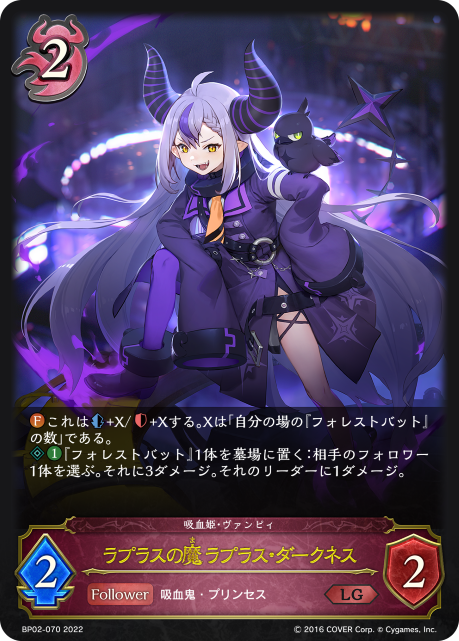 2
F これは+X/+Xする。Xは「自分の場の『フォレストバット』
の数」である。
1 『フォレストバット』1体を墓場に置く：相手のフォロワー
1体を選ぶ。それに3ダメージ。それのリーダーに1ダメージ。
吸血姫・ヴァンピィ
ま
ラプラスの魔 ラプラス・ダークネス
2 Follower 吸血鬼・プリンセス LG 2
BP02-070 2022 © 2016 COVER Corp. © Cygames, Inc.